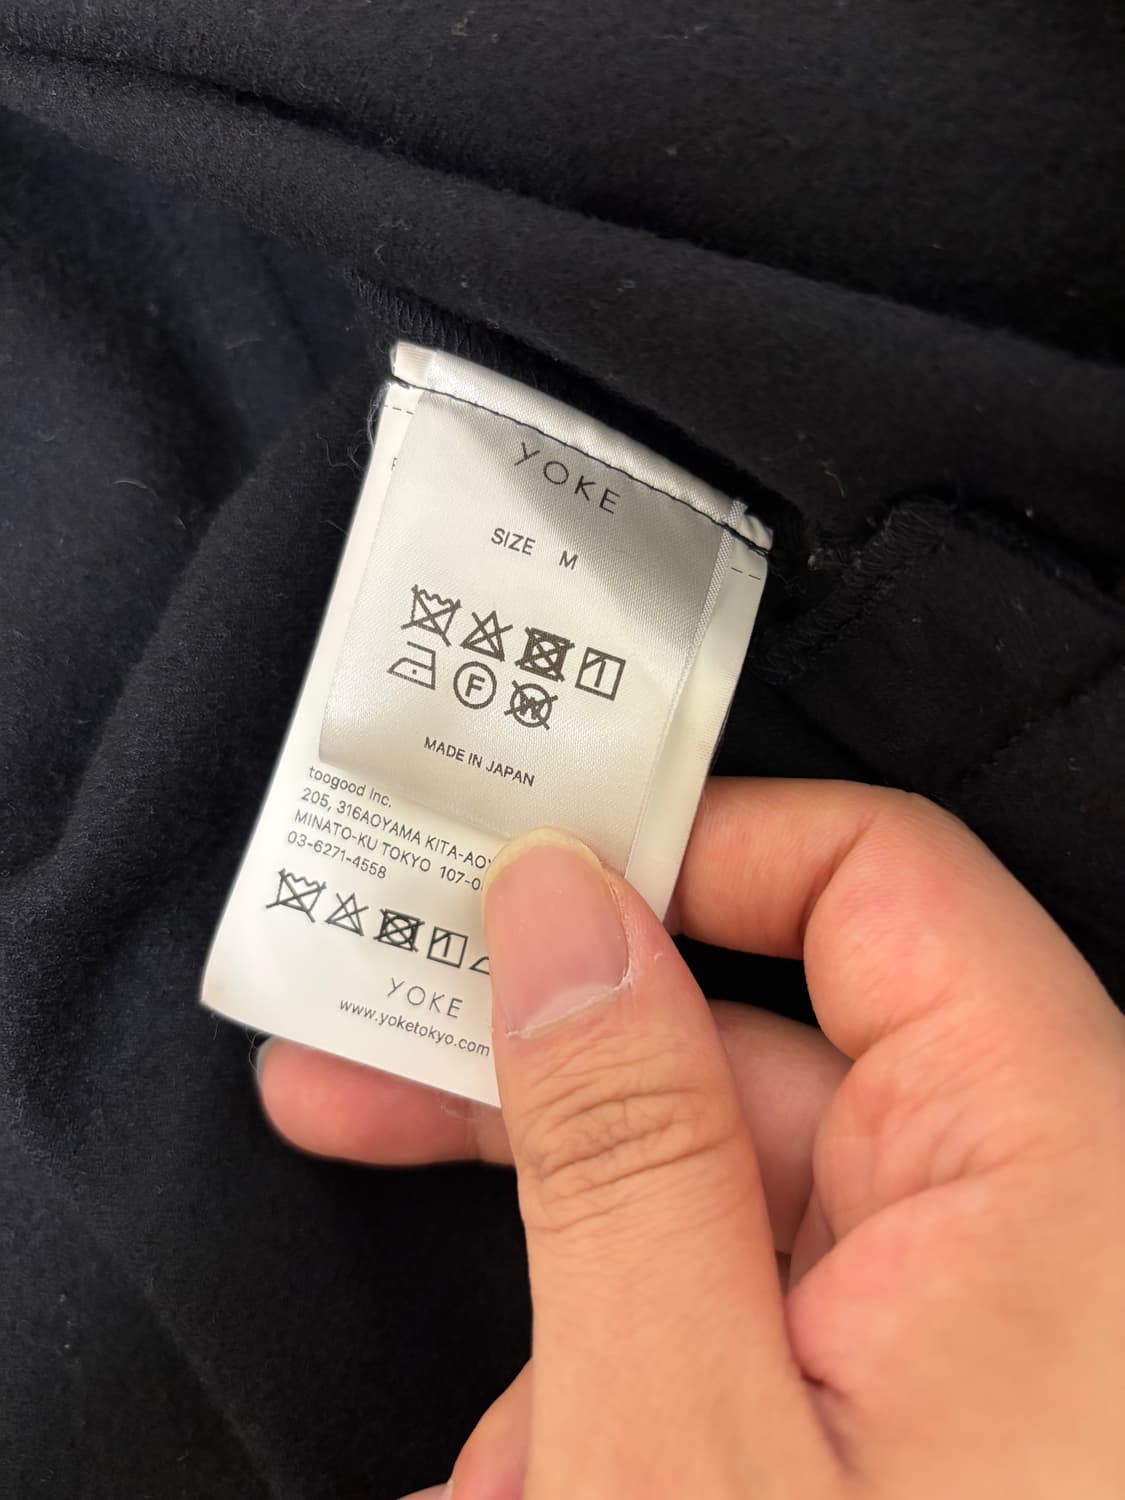 YOKE
SIZE M
F
W
MADE IN JAPAN
toogood Inc.
205, 316AOYAMA KITA-AOY
MINATO-KU TOKYO 107-0
03-6271-4558
YOKE
www.yoketokyo.com